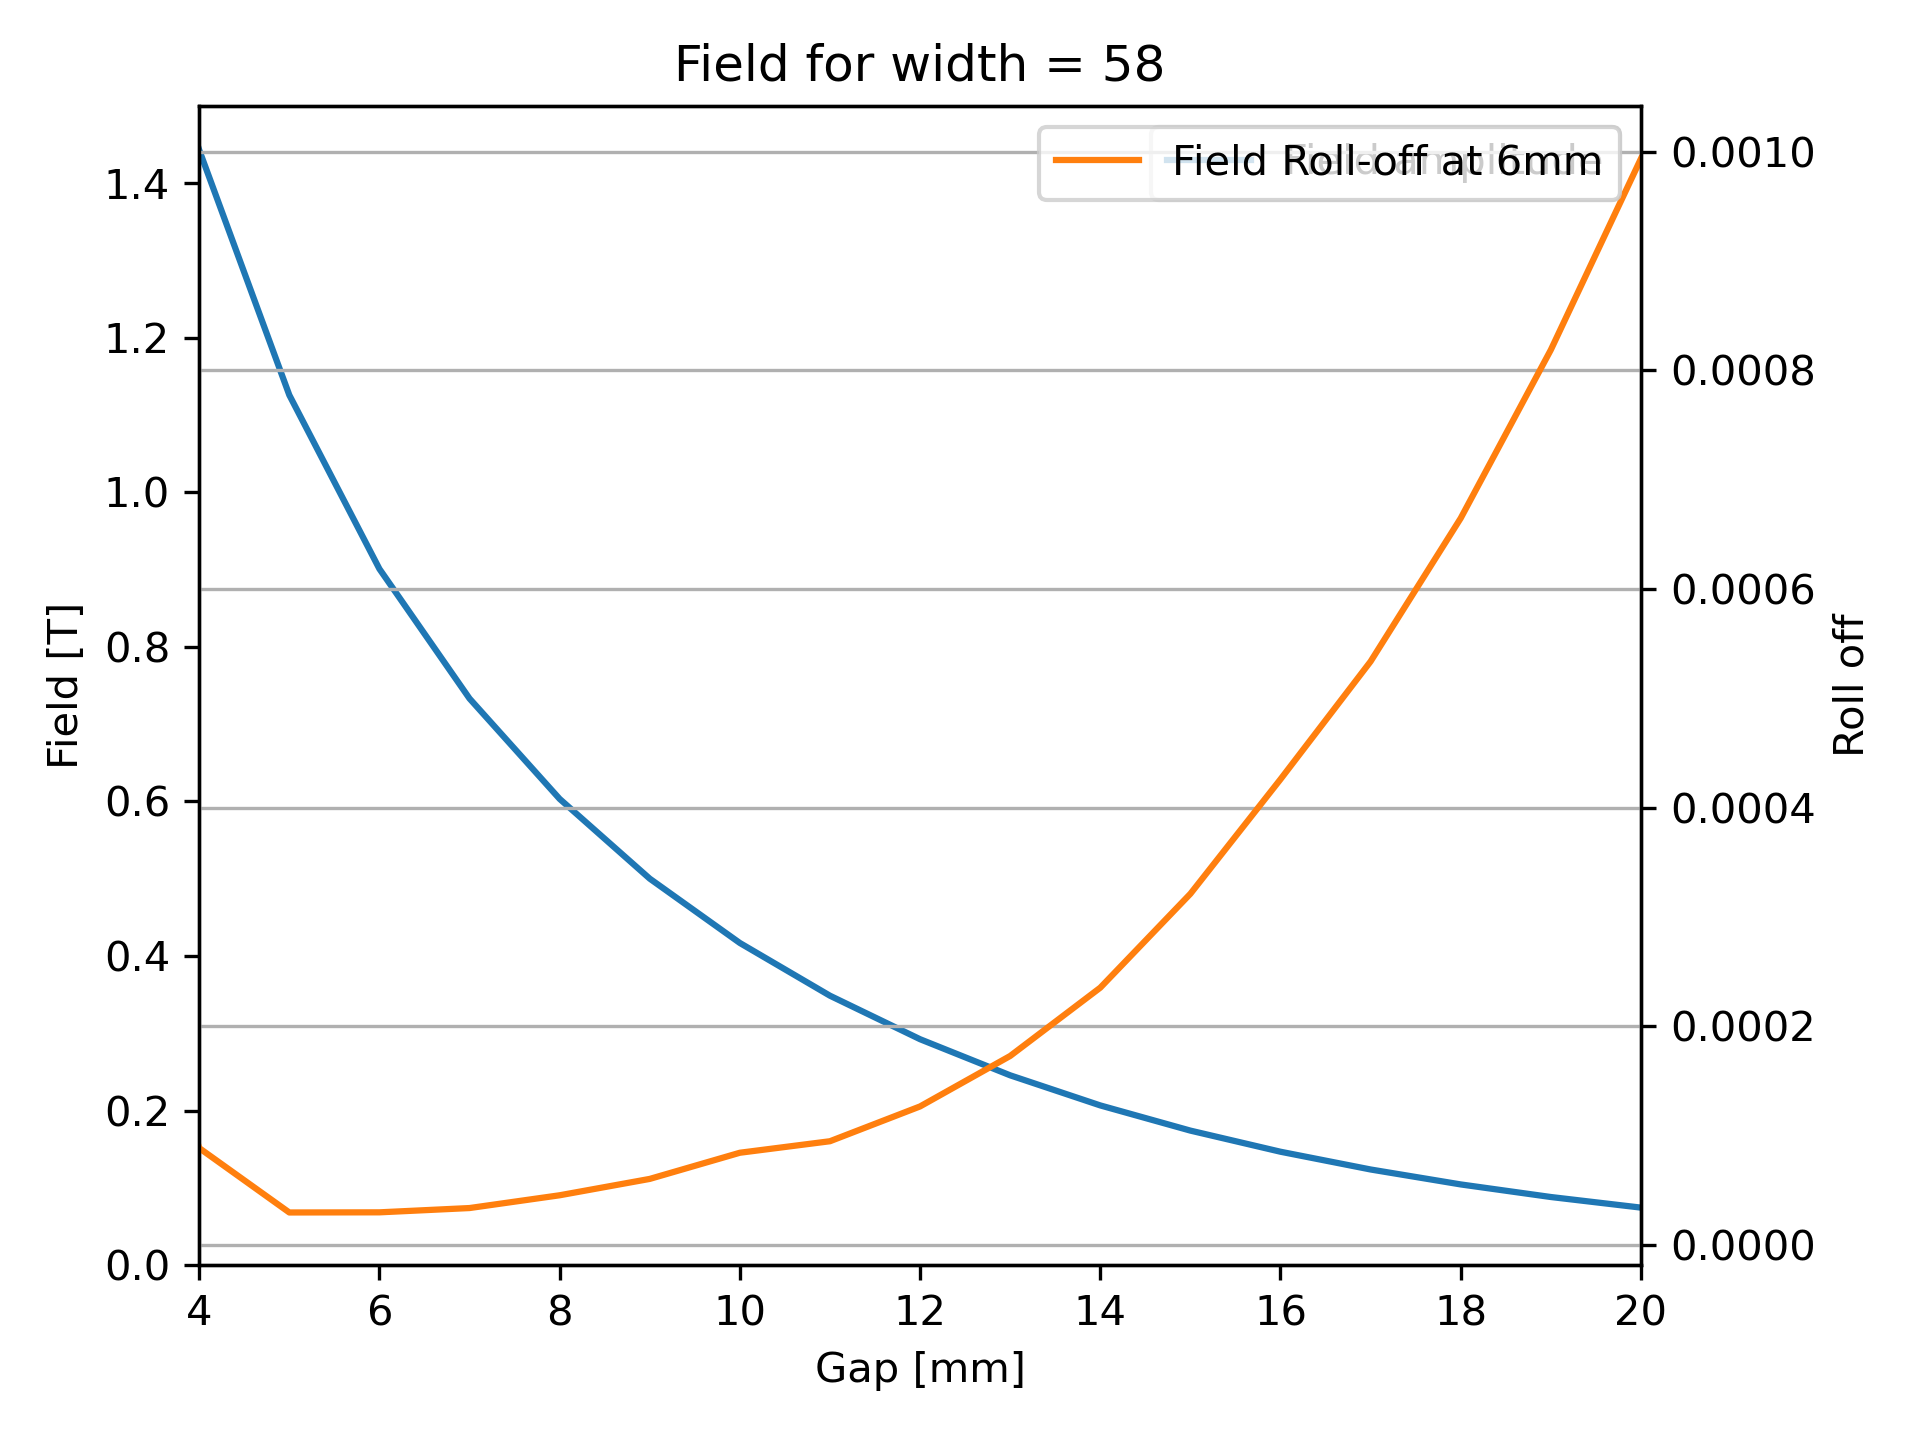 Field for width = 58
Field Roll-off at 6mm
Field amplitude
1.4
1.2
1.0
0.8
0.6
0.4
0.2
0.0
Field [T]
0.0010
0.0008
0.0006
0.0004
0.0002
0.0000
Roll off
4 6 8 10 12 14 16 18 20
Gap [mm]